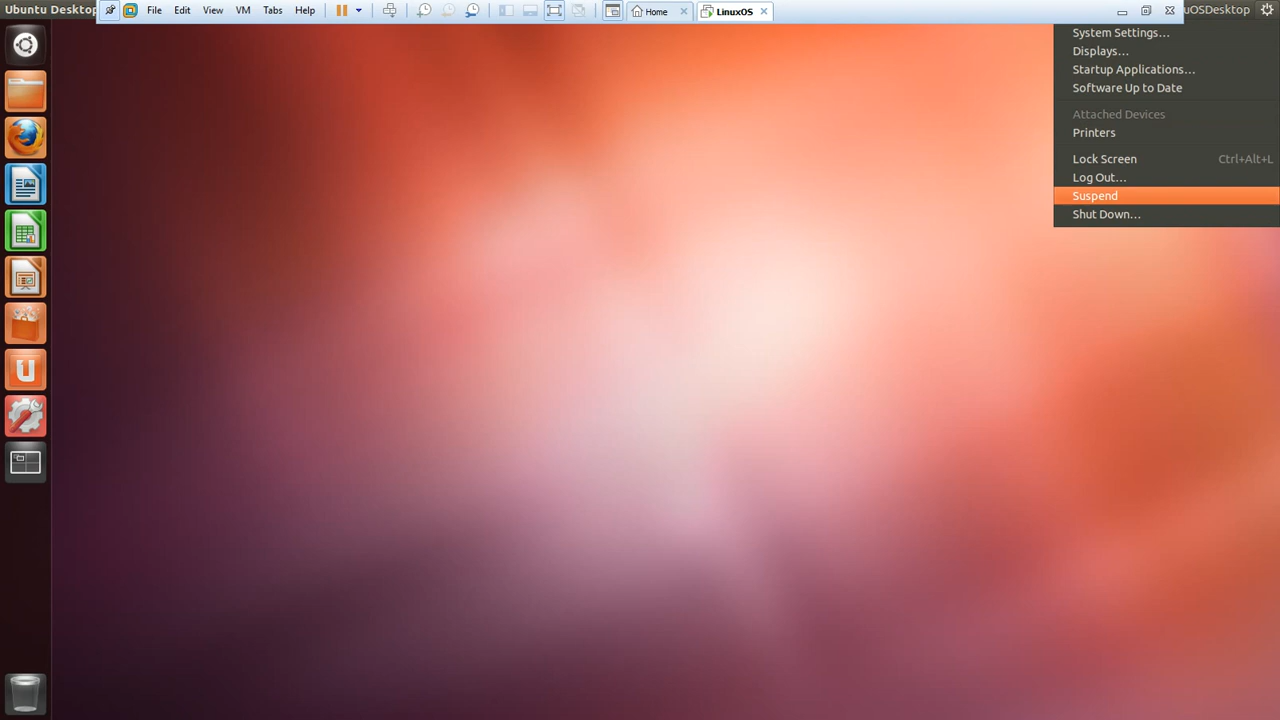 Ubuntu Desktop
File Edit View VM Tabs Help
Home
LinuxOS
uOSDesktop
System Settings…
Displays…
Startup Applications…
Software Up to Date
Attached Devices
Printers
Lock Screen Ctrl+Alt+L
Log Out…
Suspend
Shut Down…